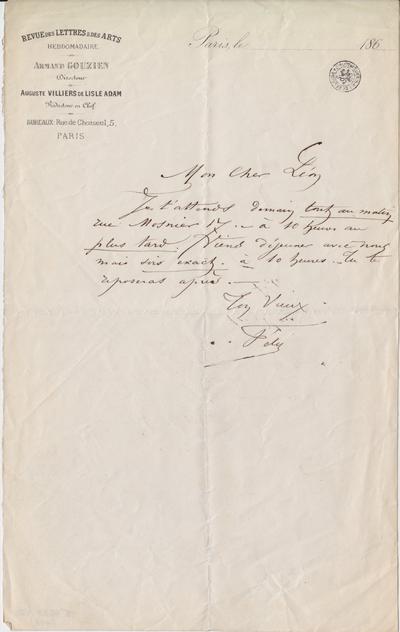 REVUE DES LETTRES & DES ARTS
HEBDOMADAIRE
ARMAND GOUZIEN
Directeur
AUGUSTE VILLIERS DE L'ISLE ADAM
Rédacteur en Chef
BUREAUX: Rue de Choiseul, 5,
PARIS
Paris, le 186
Mon Cher Léon
Je t'attends demain tout au matin
rue Mosnier 17. – à 10 heures au
plus tard. Viens déjeuner avec nous
mais sois exact. à 10 heures. tu te
reposeras après.
Ton Vieux
Fély